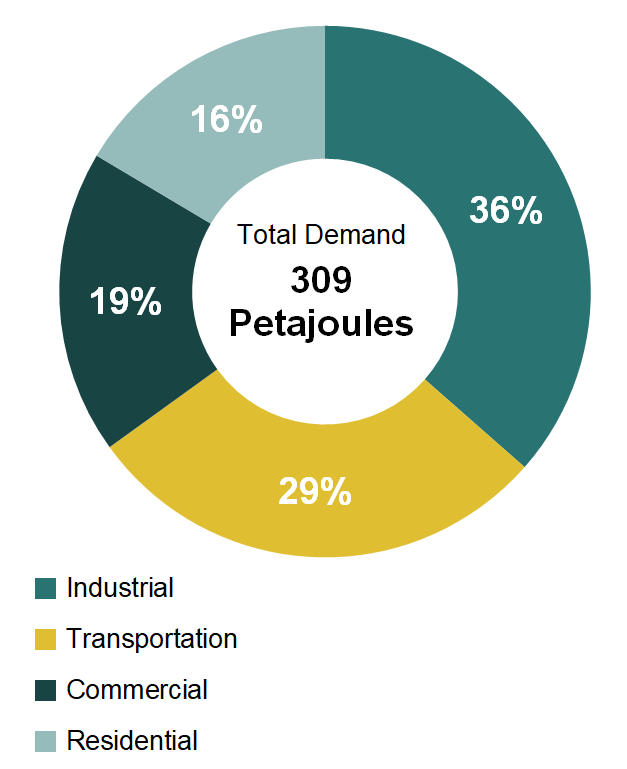 16%
36%
Total Demand
309
Petajoules
19%
29%
Industrial
Transportation
Commercial
Residential